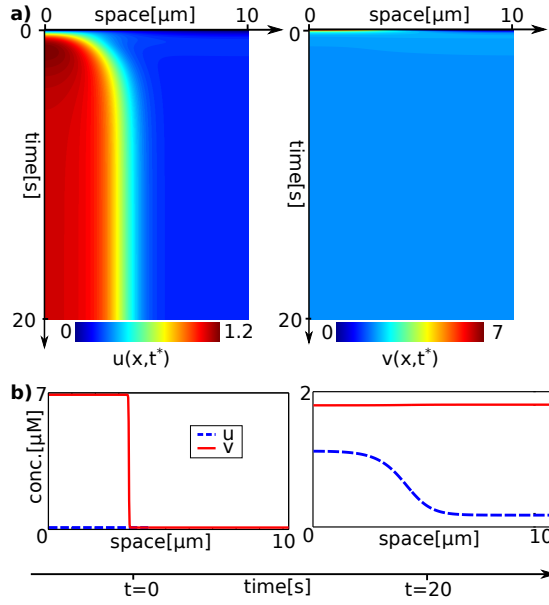 a) 0 space[μm] 10 0 space[μm] 10
0 0
time[s] time[s]
20 20
0 1.2 0 7
u(x,t*) v(x,t*)
b) 7 2
conc.[μM]
u
v
0 0
space[μm] 10 space[μm] 10
t=0 time[s] t=20